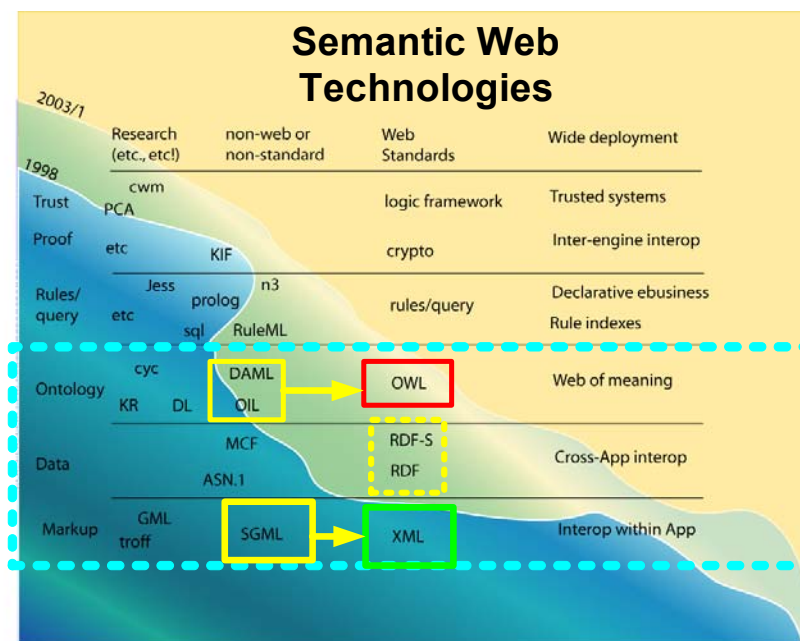 Semantic Web
Technologies
2003/1
Research
(etc., etc!)
non-web or
non-standard
Web
Standards
Wide deployment
1998
Trust
cwm
PCA
logic framework
Trusted systems
Proof
etc
KIF
crypto
Inter-engine interop
Rules/
query
Jess
etc
prolog
sql
n3
RuleML
rules/query
Declarative ebusiness
Rule indexes
Ontology
cyc
KR
DL
DAML
OIL
OWL
Web of meaning
Data
MCF
ASN.1
RDF-S
RDF
Cross-App interop
Markup
GML
troff
SGML
XML
Interop within App